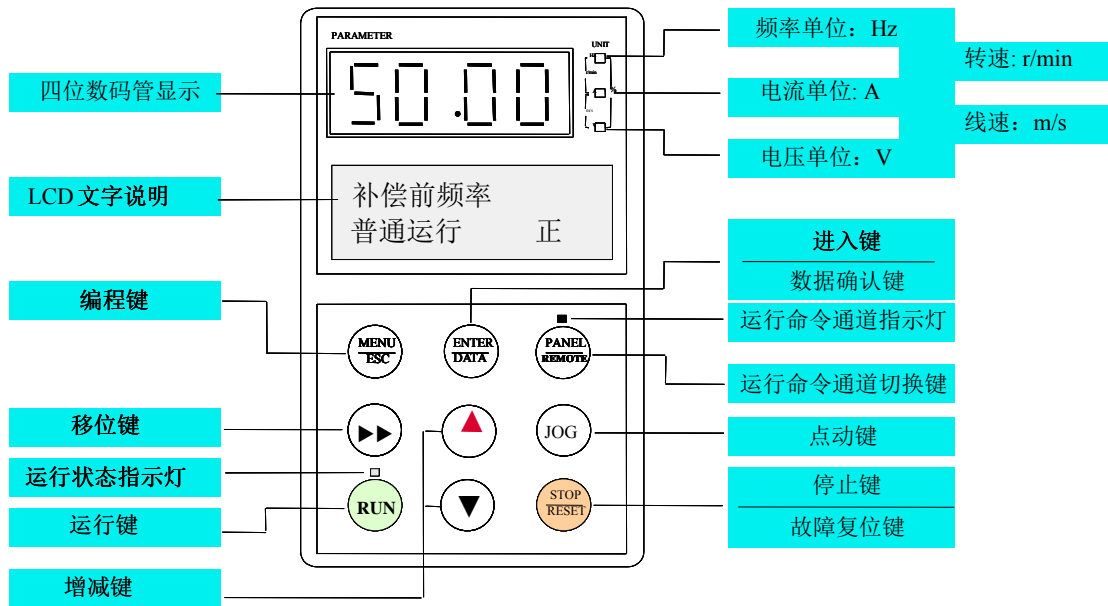 PARAMETER
UNIT
50.00
%
补偿前频率
普通运行 正
MENU
ESC
ENTER
DATA
PANEL
REMOTE
JOG
RUN
STOP
RESET
四位数码管显示
LCD文字说明
编程键
移位键
运行状态指示灯
运行键
增减键
频率单位：Hz
转速: r/min
电流单位: A
线速：m/s
电压单位：V
进入键
数据确认键
运行命令通道指示灯
运行命令通道切换键
点动键
停止键
故障复位键